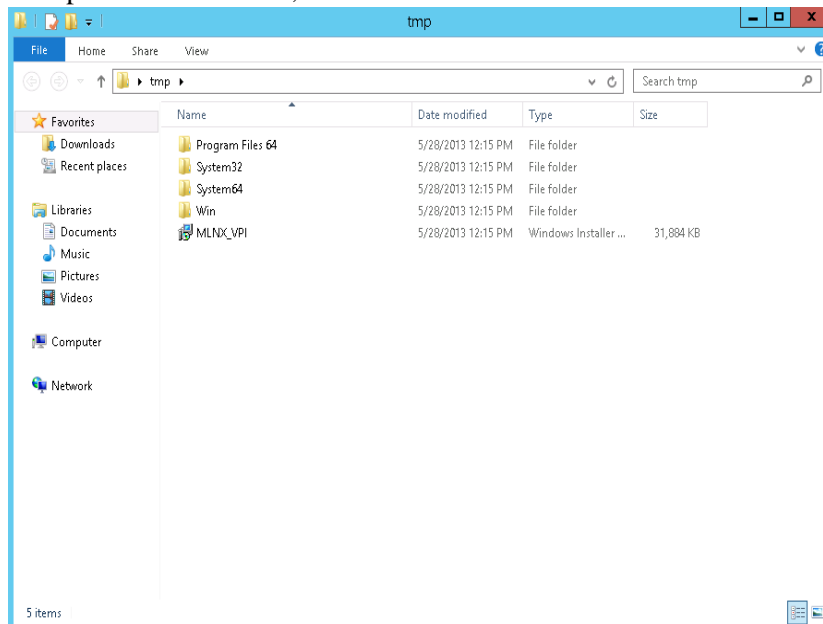 tmp
File Home Share View
tmp Search tmp
Name Date modified Type Size
Favorites
Downloads
Recent places
Libraries
Documents
Music
Pictures
Videos
Computer
Network
Program Files 64 5/28/2013 12:15 PM File folder
System32 5/28/2013 12:15 PM File folder
System64 5/28/2013 12:15 PM File folder
Win 5/28/2013 12:15 PM File folder
MLNX_VPI 5/28/2013 12:15 PM Windows Installer ... 31,884 KB
5 items